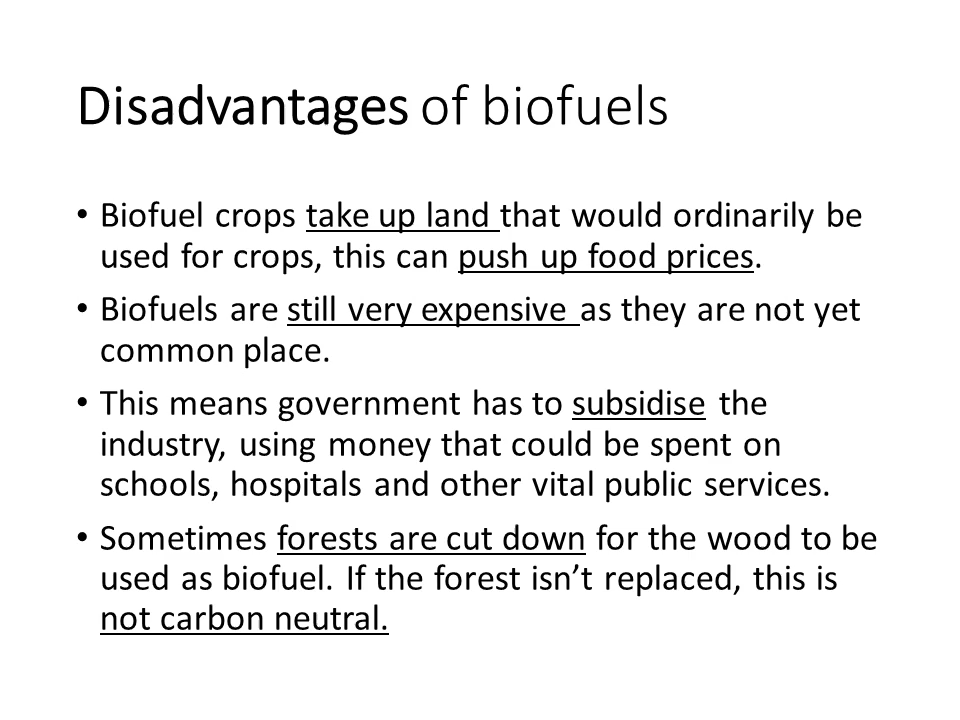 Disadvantages of biofuels
• Biofuel crops take up land that would ordinarily be
used for crops, this can push up food prices.
• Biofuels are still very expensive as they are not yet
common place.
• This means government has to subsidise the
industry, using money that could be spent on
schools, hospitals and other vital public services.
• Sometimes forests are cut down for the wood to be
used as biofuel. If the forest isn’t replaced, this is
not carbon neutral.